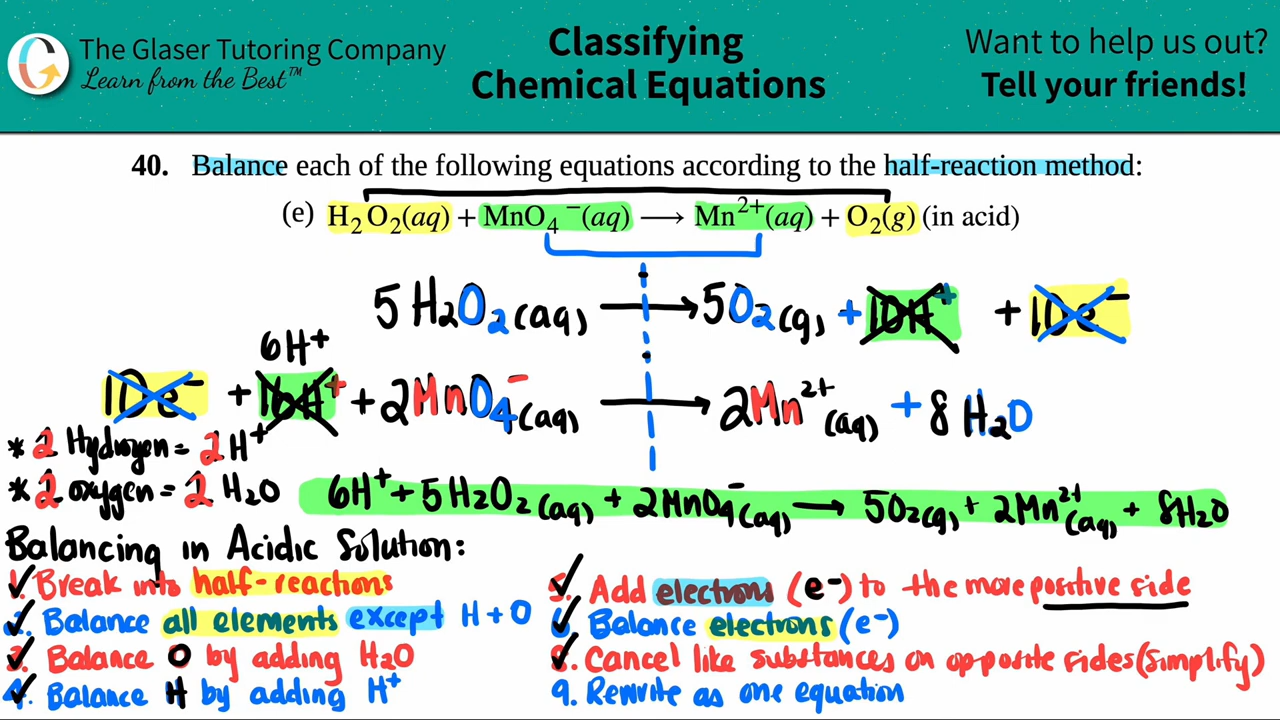 The Glaser Tutoring Company
Learn from the Best™
Classifying
Chemical Equations
Want to help us out?
Tell your friends!
40. Balance each of the following equations according to the half-reaction method:
(e) H₂O₂(aq) + MnO₄⁻(aq) ⟶ Mn²⁺(aq) + O₂(g) (in acid)
5H₂O₂(aq) ⟶ 5O₂(g) + 10H⁺ + 10e⁻
6H⁺
10e⁻ + 16H⁺ + 2MnO₄⁻(aq) ⟶ 2Mn²⁺(aq) + 8H₂O
* 2 Hydrogen = 2H⁺
* 2 oxygen = 2 H₂O
6H⁺ + 5H₂O₂(aq) + 2MnO₄⁻(aq) ⟶ 5O₂(g) + 2Mn²⁺(aq) + 8H₂O
Balancing in Acidic Solution:
1. Break into half-reactions
2. Balance all elements except H + O
3. Balance O by adding H₂O
4. Balance H by adding H⁺
5. Add electrons (e⁻) to the more positive side
6. Balance electrons (e⁻)
8. Cancel like substances on opposite sides (simplify)
9. Rewrite as one equation